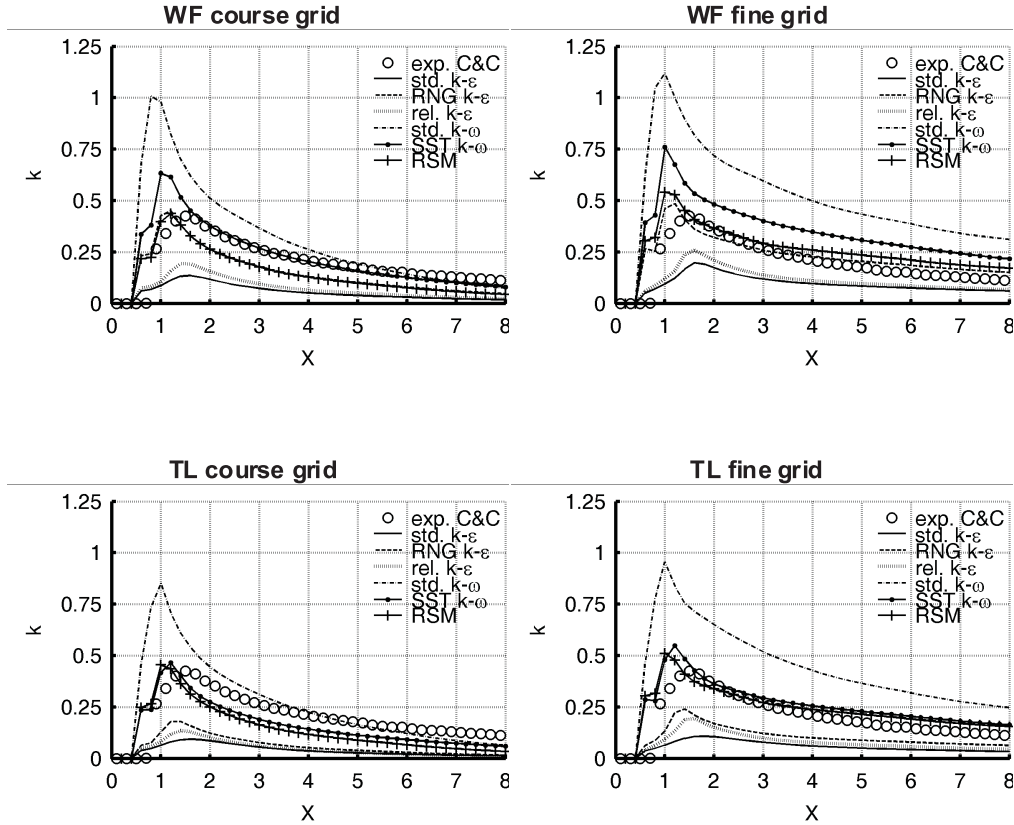 WF course grid
WF fine grid
1.25
1
0.75
0.5
0.25
0
k
0 1 2 3 4 5 6 7 8
X
exp. C&C
std. k-ε
RNG k-ε
rel. k-ε
std. k-ω
SST k-ω
RSM
1.25
1
0.75
0.5
0.25
0
k
0 1 2 3 4 5 6 7 8
X
exp. C&C
std. k-ε
RNG k-ε
rel. k-ε
std. k-ω
SST k-ω
RSM
TL course grid
TL fine grid
1.25
1
0.75
0.5
0.25
0
k
0 1 2 3 4 5 6 7 8
X
exp. C&C
std. k-ε
RNG k-ε
rel. k-ε
std. k-ω
SST k-ω
RSM
1.25
1
0.75
0.5
0.25
0
k
0 1 2 3 4 5 6 7 8
X
exp. C&C
std. k-ε
RNG k-ε
rel. k-ε
std. k-ω
SST k-ω
RSM